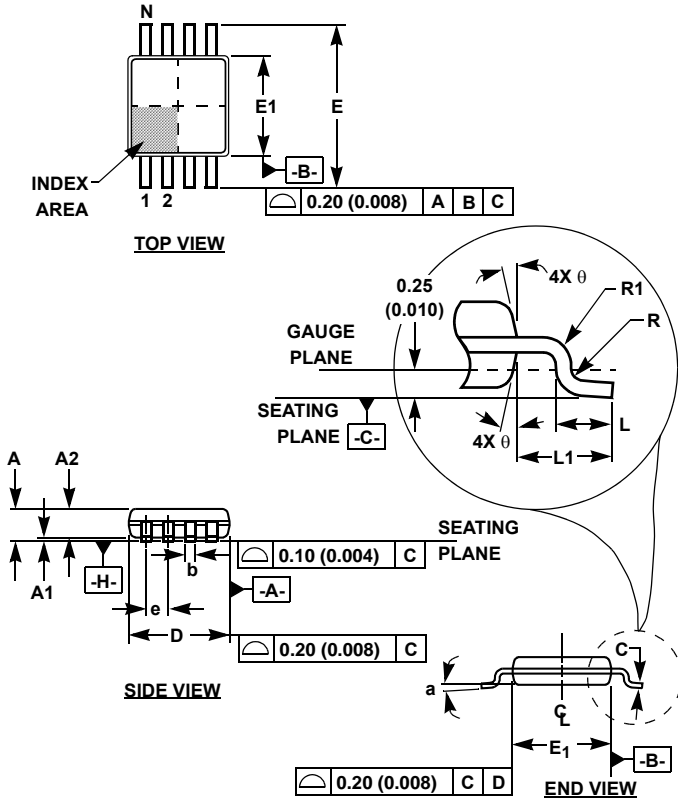 N
E1
E
-B-
INDEX
AREA
1 2
0.20 (0.008) A B C
TOP VIEW
0.25
(0.010)
4X θ
R1
R
GAUGE
PLANE
SEATING
PLANE
-C-
4X θ
L
L1
A A2
SEATING
PLANE
A1
-H-
b
0.10 (0.004) C
-A-
e
D
0.20 (0.008) C
SIDE VIEW
C
a
CL
E1
-B-
0.20 (0.008) C D
END VIEW